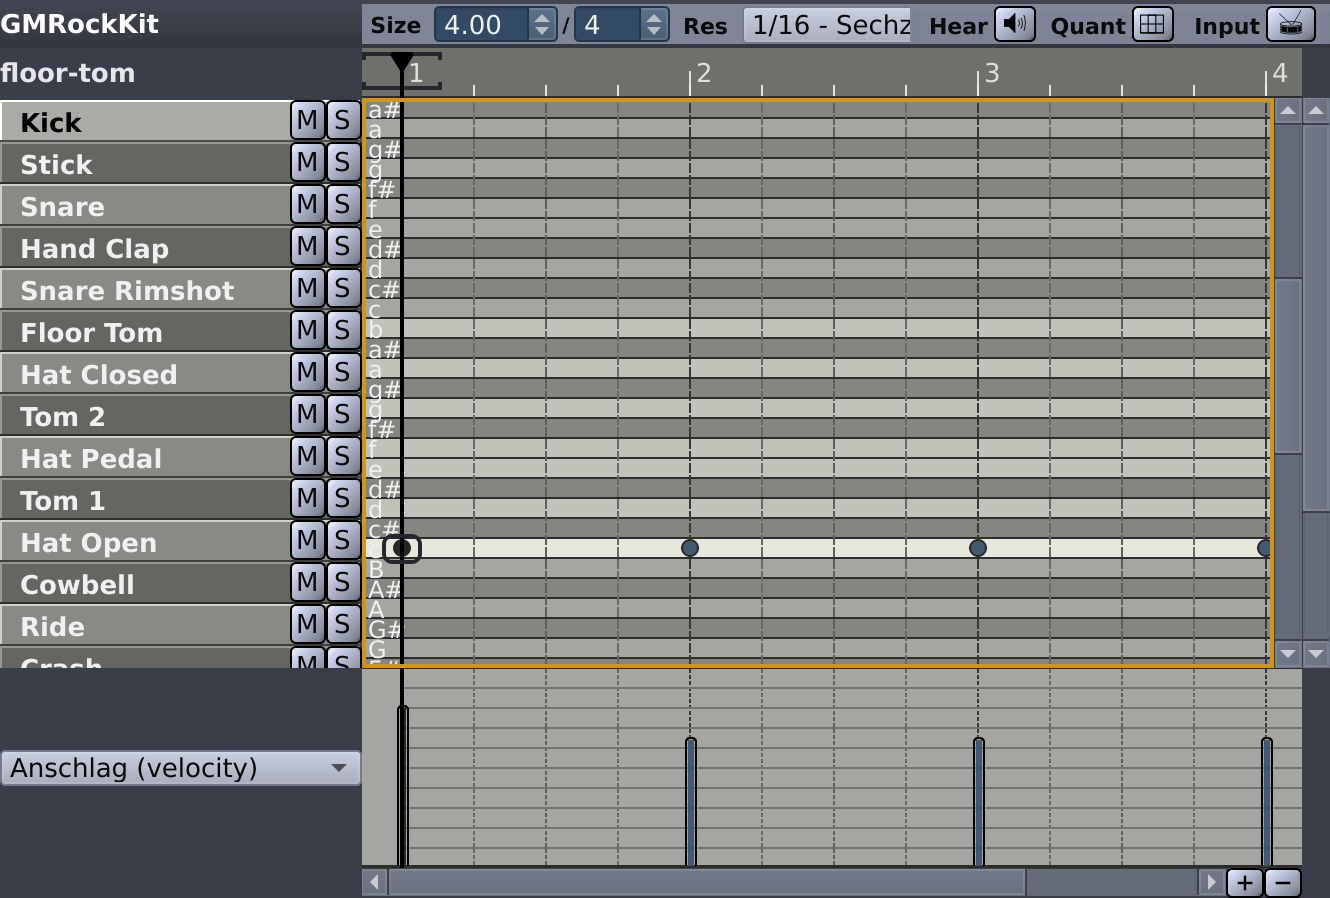 GMRockKit
Size 4.00 / 4 Res 1/16 - Sechz Hear Quant Input
floor-tom
1 2 3 4
Kick M S
Stick M S
Snare M S
Hand Clap M S
Snare Rimshot M S
Floor Tom M S
Hat Closed M S
Tom 2 M S
Hat Pedal M S
Tom 1 M S
Hat Open M S
Cowbell M S
Ride M S
Crash M S
a#
a
g#
g
f#
f
e
d#
d
c#
c
b
a#
a
g#
g
f#
f
e
d#
d
c#
B
A#
A
G#
G
Anschlag (velocity)
+ −